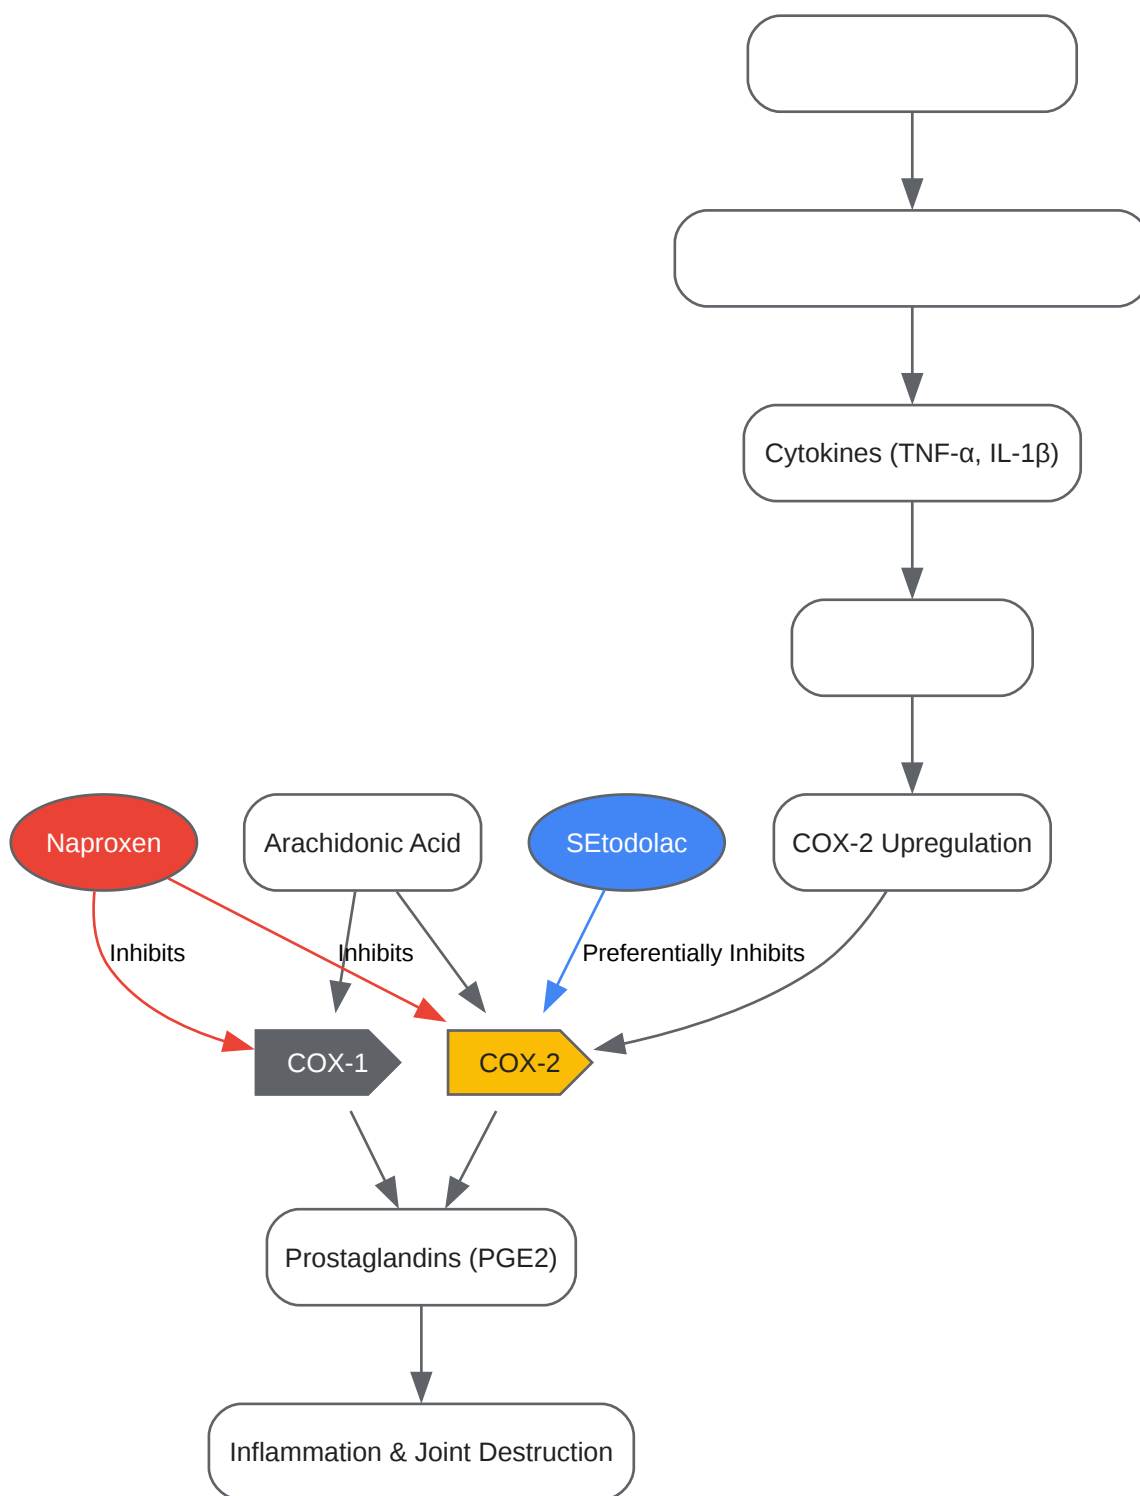 Cytokines (TNF-α, IL-1β)
Naproxen
Arachidonic Acid
SEtodolac
COX-2 Upregulation
Inhibits
Inhibits
Preferentially Inhibits
COX-1
COX-2
Prostaglandins (PGE2)
Inflammation & Joint Destruction